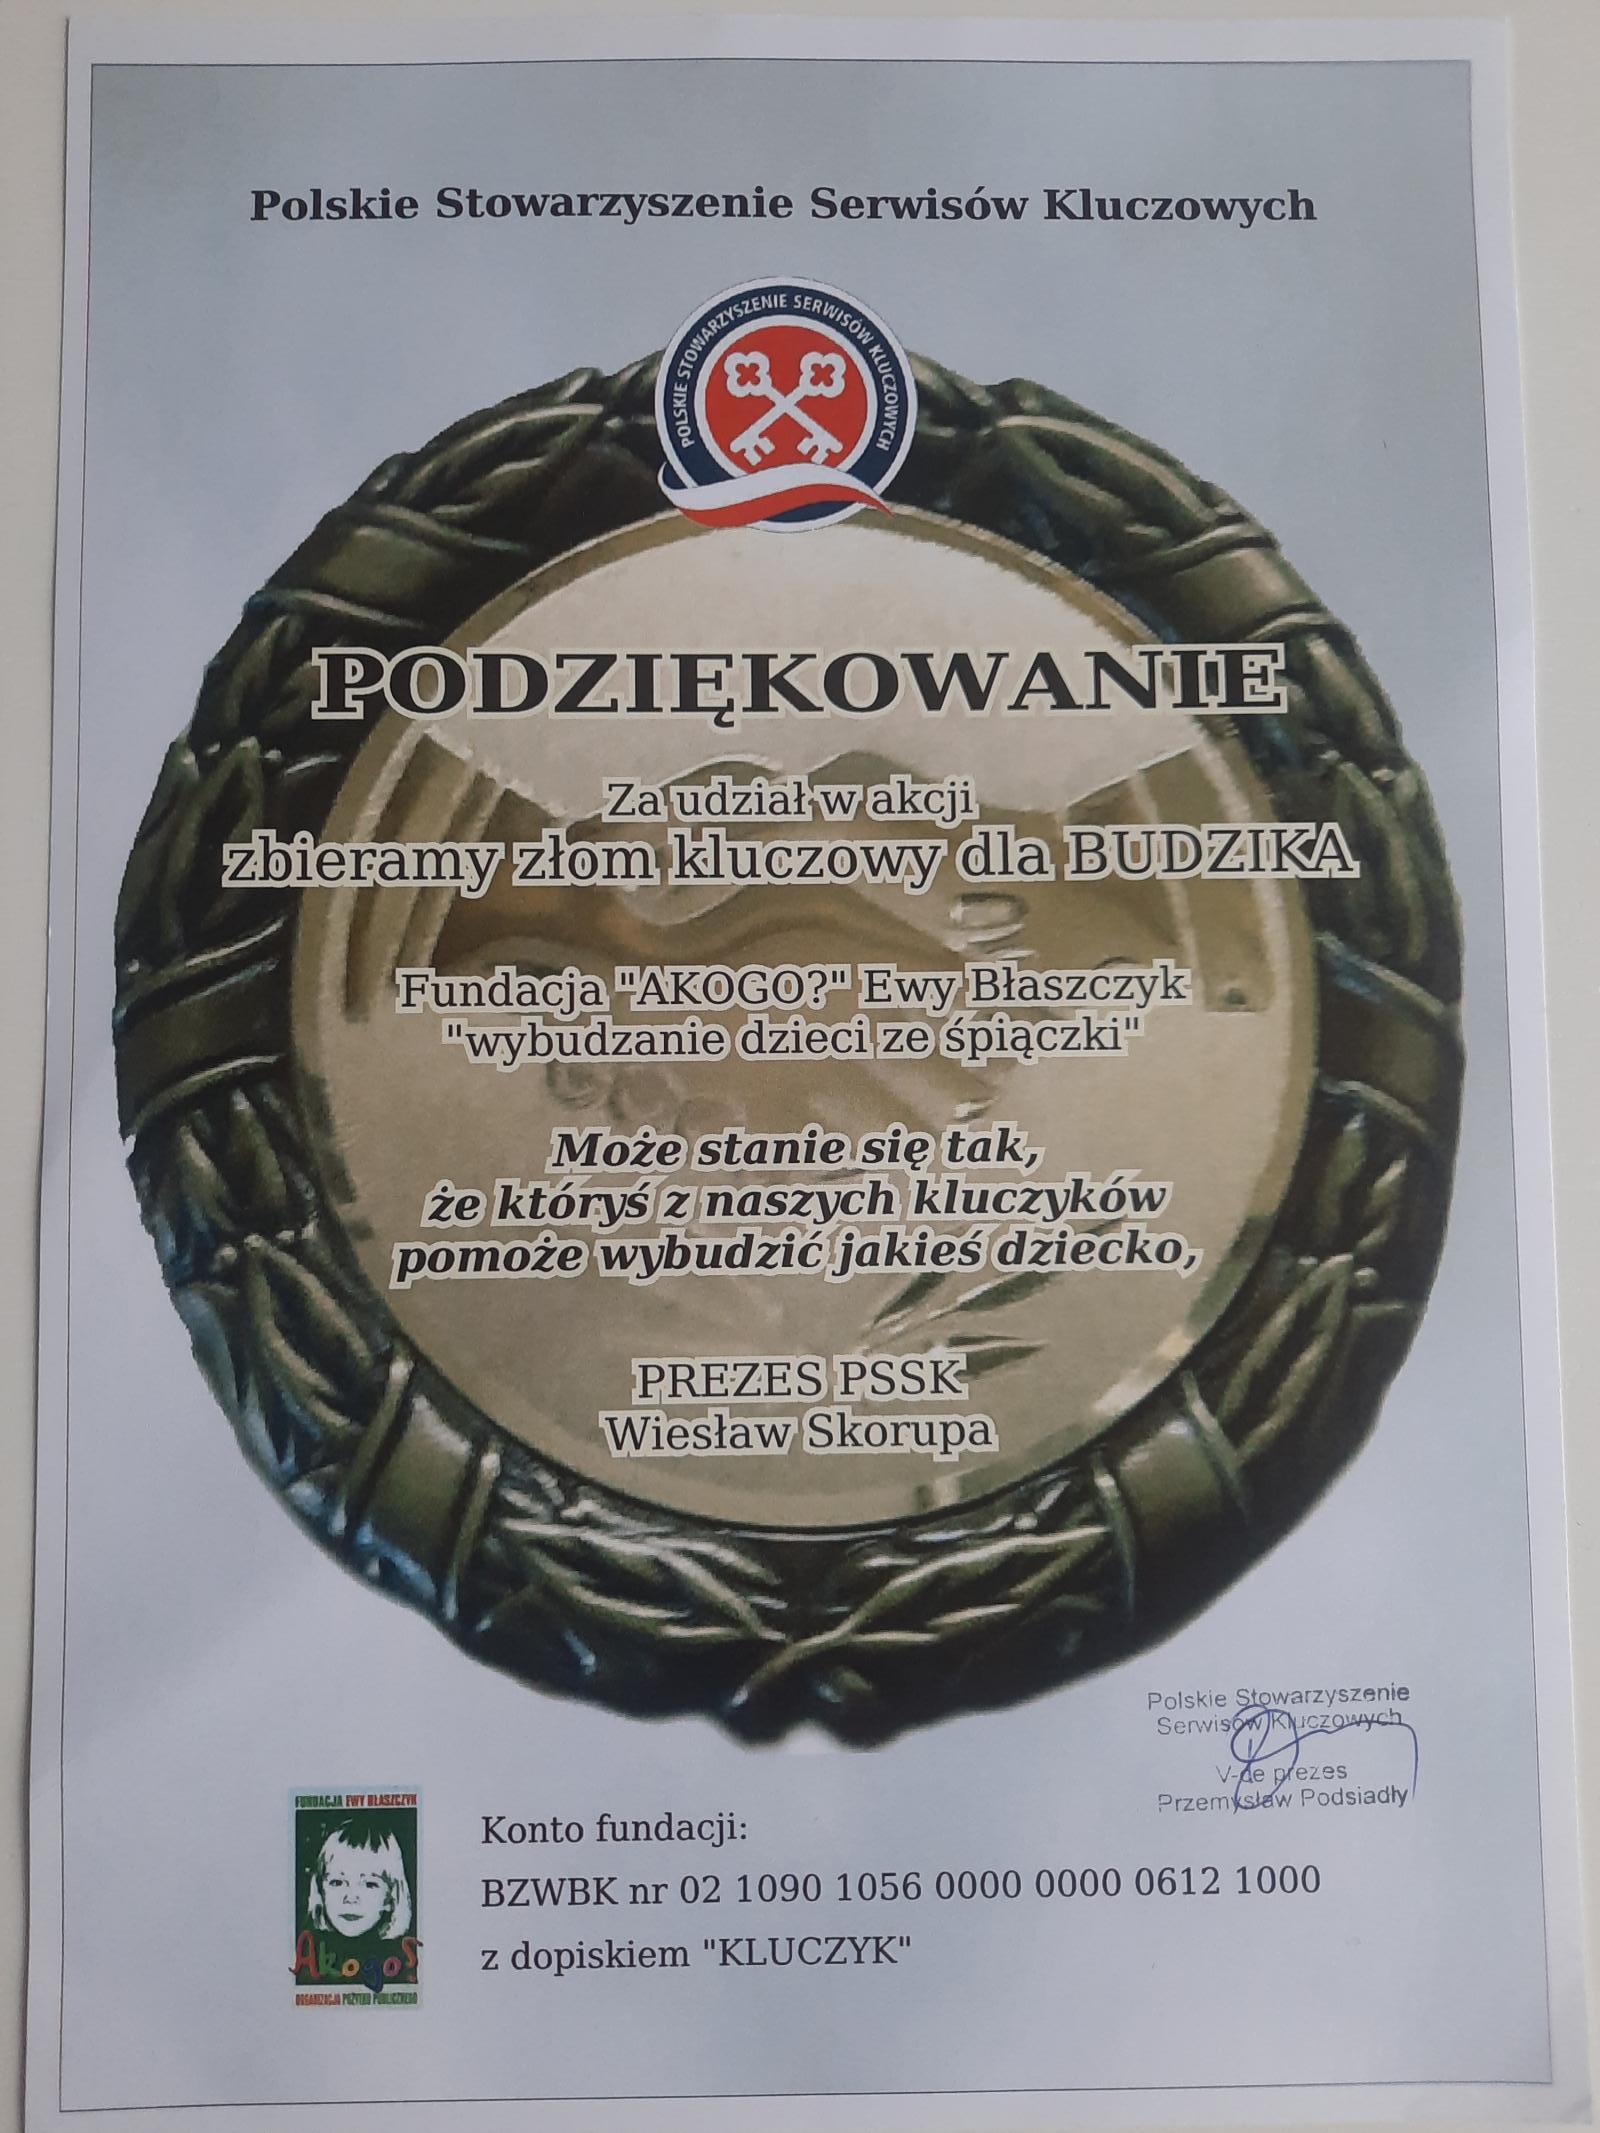 Polskie Stowarzyszenie Serwisów Kluczowych
POLSKIE STOWARZYSZENIE SERWISÓW KLUCZOWYCH
PODZIĘKOWANIE
Za udział w akcji
zbieramy złom kluczowy dla BUDZIKA
Fundacja "AKOGO?" Ewy Błaszczyk
"wybudzanie dzieci ze śpiączki"
Może stanie się tak,
że któryś z naszych kluczyków
pomoże wybudzić jakieś dziecko,
PREZES PSSK
Wiesław Skorupa
Polskie Stowarzyszenie
Serwisów Kluczowych
V-ce prezes
Przemysław Podsiadły
FUNDACJA EWY BŁASZCZYK
Akogo?
ORGANIZACJA POŻYTKU PUBLICZNEGO
Konto fundacji:
BZWBK nr 02 1090 1056 0000 0000 0612 1000
z dopiskiem "KLUCZYK"